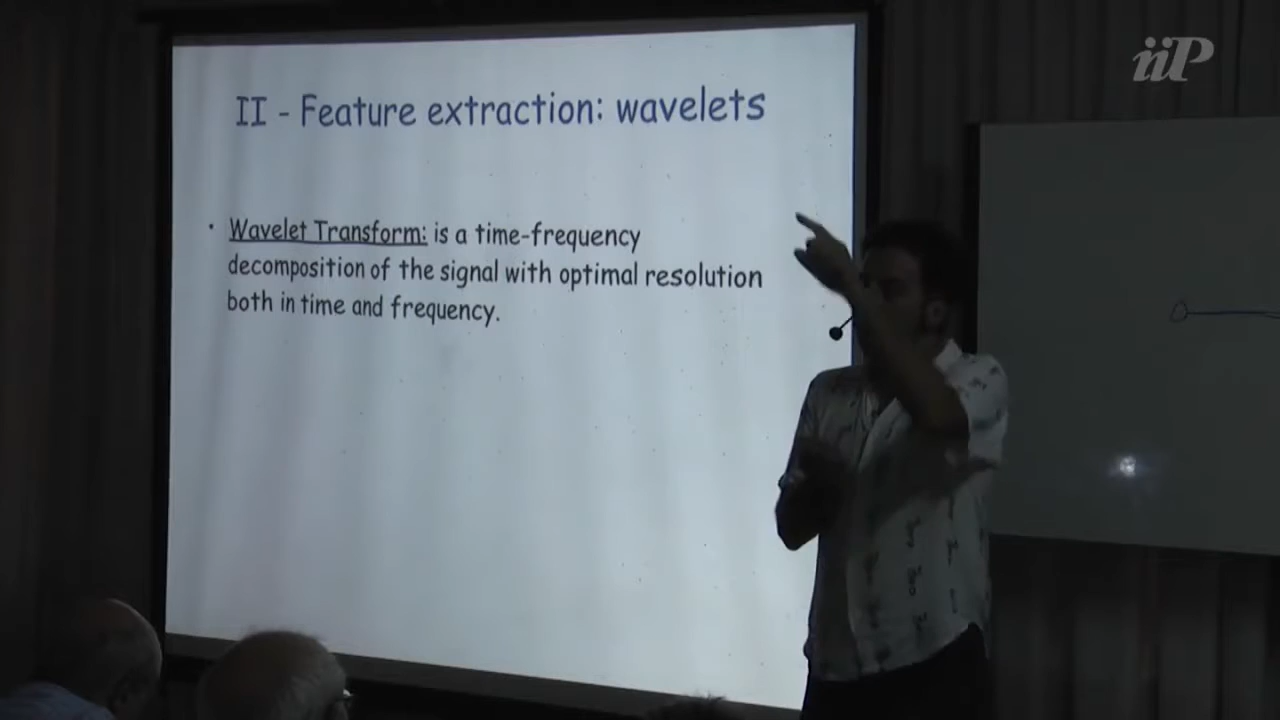 iiP
II - Feature extraction: wavelets
• Wavelet Transform: is a time-frequency
decomposition of the signal with optimal resolution
both in time and frequency.